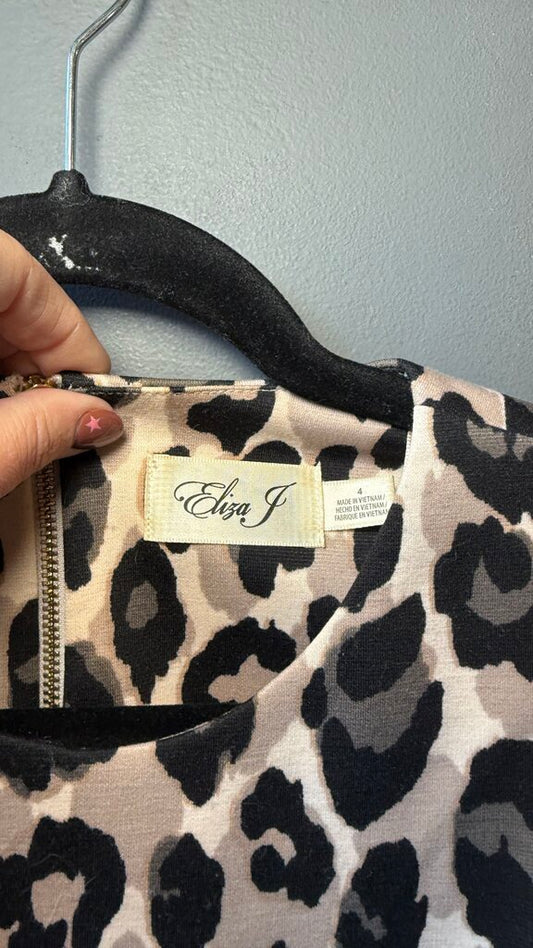 Eliza J
4
MADE IN VIETNAM /
HECHO EN VIETNAM /
FABRIQUÉ EN VIETNAM